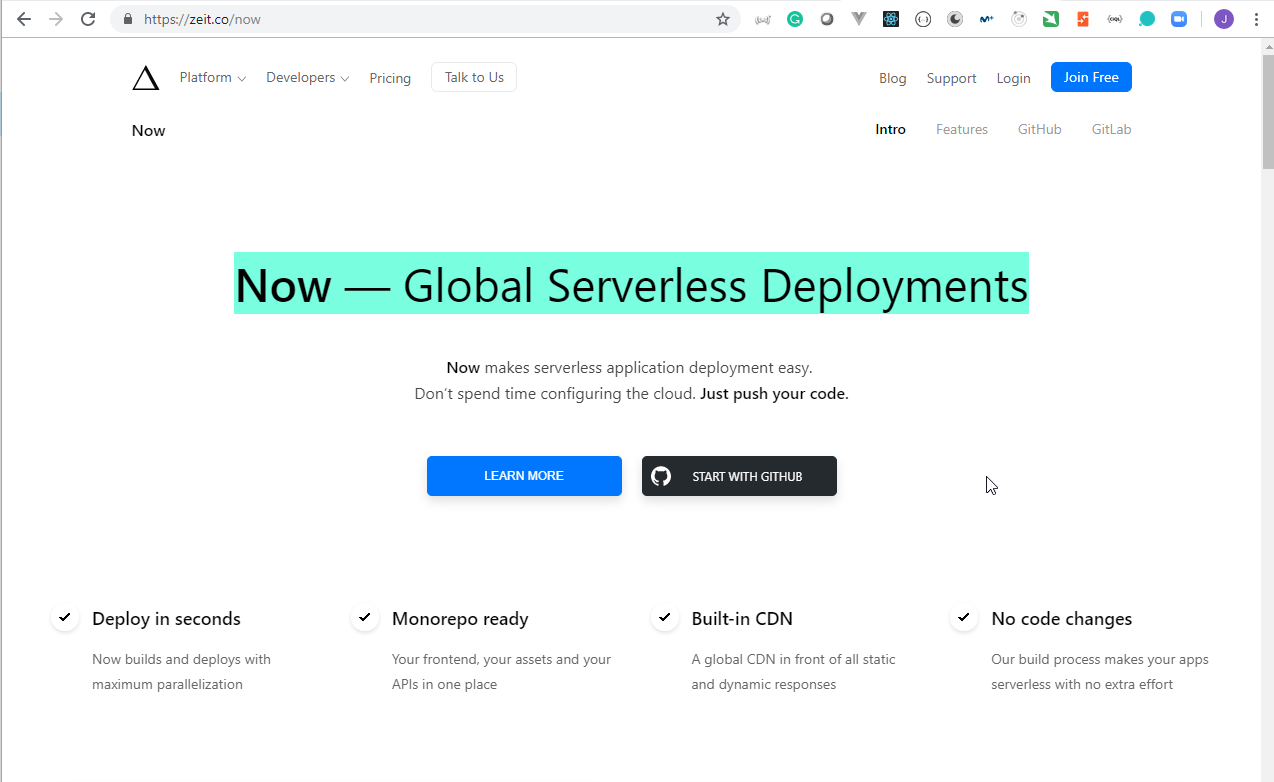 https://zeit.co/now
J
Platform Developers Pricing Talk to Us Blog Support Login Join Free
Now Intro Features GitHub GitLab
Now — Global Serverless Deployments
Now makes serverless application deployment easy.
Don't spend time configuring the cloud. Just push your code.
LEARN MORE START WITH GITHUB
Deploy in seconds
Now builds and deploys with
maximum parallelization
Monorepo ready
Your frontend, your assets and your
APIs in one place
Built-in CDN
A global CDN in front of all static
and dynamic responses
No code changes
Our build process makes your apps
serverless with no extra effort